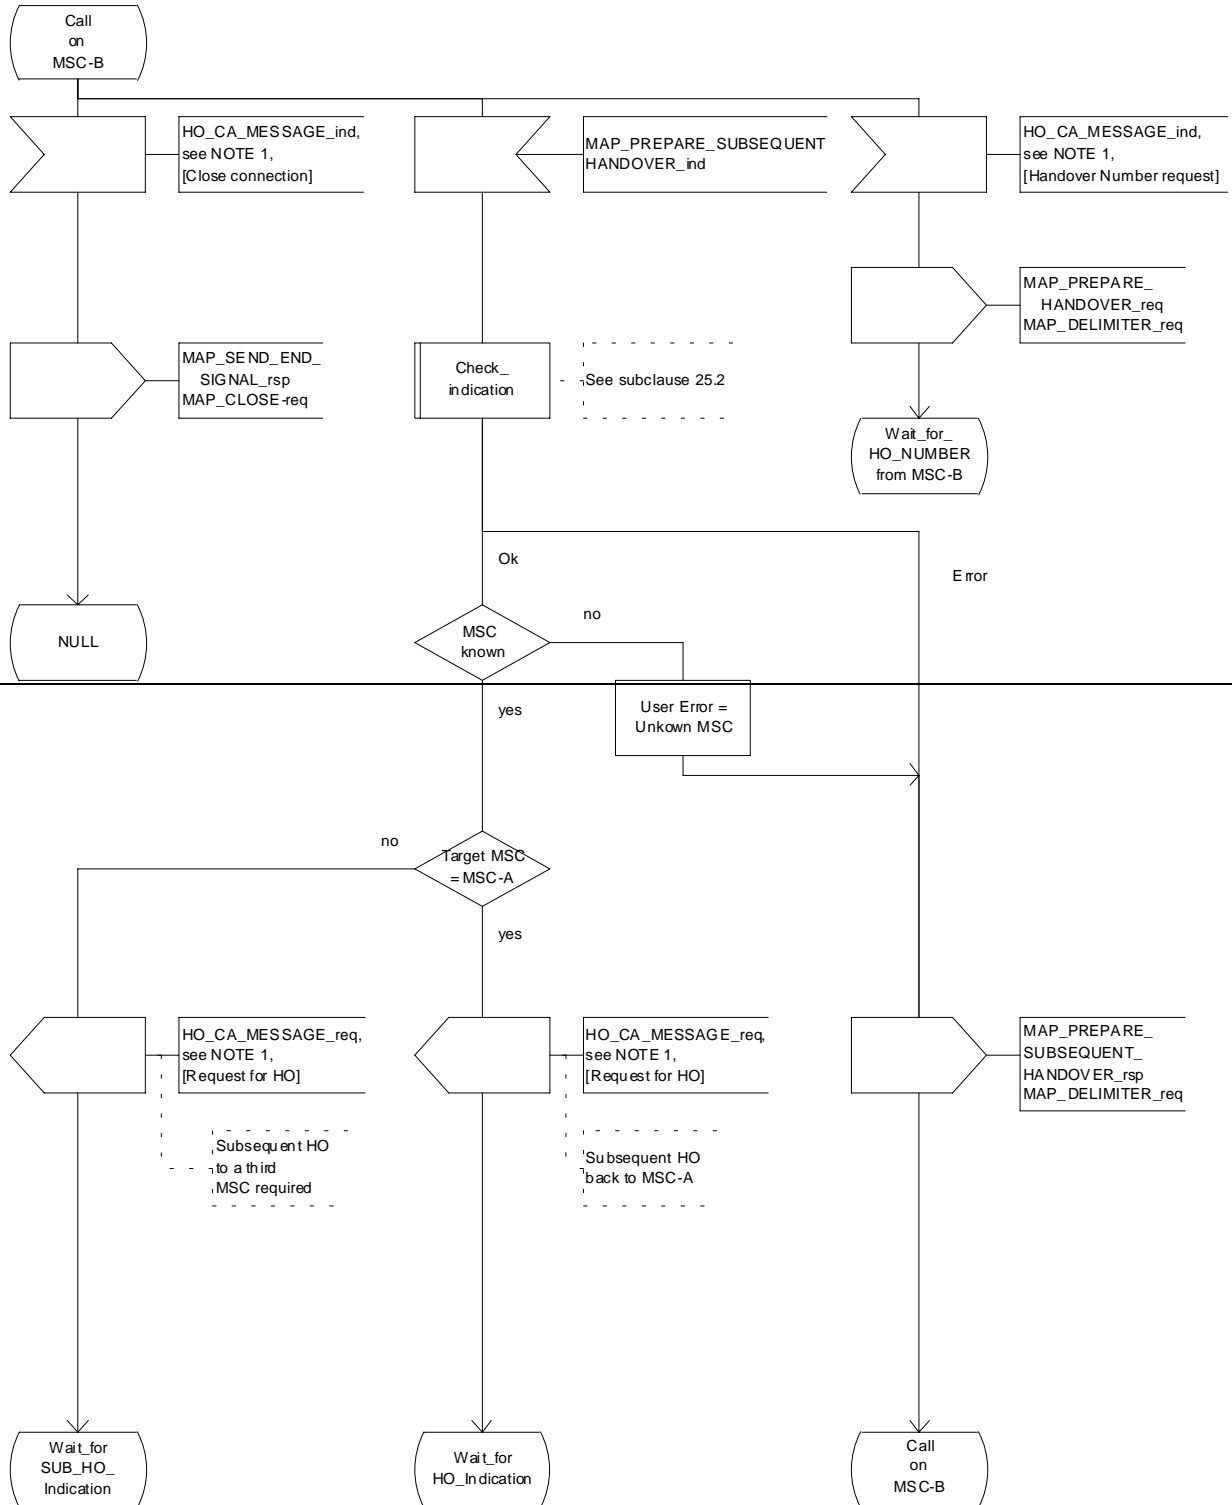 Call
on
MSC-B
HO_CA_MESSAGE_ind,
see NOTE 1,
[Close connection]
MAP_PREPARE_SUBSEQUENT
HANDOVER_ind
HO_CA_MESSAGE_ind,
see NOTE 1,
[Handover Number request]
MAP_PREPARE_
HANDOVER_req
MAP_DELIMITER_req
MAP_SEND_END_
SIGNAL_rsp
MAP_CLOSE-req
Check_
indication
See subclause 25.2
Wait_for_
HO_NUMBER
from MSC-B
Ok
Error
NULL
MSC
known
no
yes
User Error =
Unkown MSC
no
Target MSC
= MSC-A
yes
HO_CA_MESSAGE_req,
see NOTE 1,
[Request for HO]
HO_CA_MESSAGE_req,
see NOTE 1,
[Request for HO]
MAP_PREPARE_
SUBSEQUENT_
HANDOVER_rsp
MAP_DELIMITER_req
Subsequent HO
to a third
MSC required
Subsequent HO
back to MSC-A
Wait_for
SUB_HO_
Indication
Wait_for
HO_Indication
Call
on
MSC-B